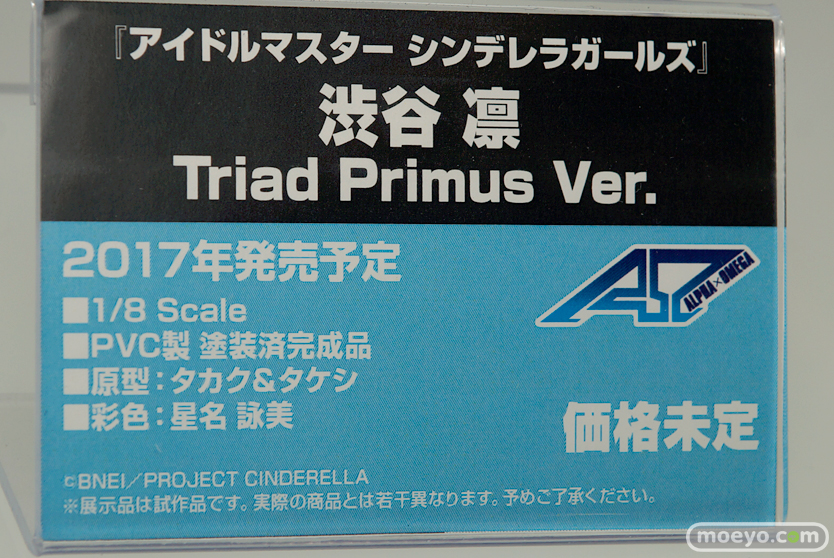 『アイドルマスター シンデレラガールズ』
渋谷 凛
Triad Primus Ver.
2017年発売予定
ALPHA×OMEGA
■1/8 Scale
■PVC製 塗装済完成品
■原型：タカク&タケシ
■彩色：星名 詠美
価格未定
©BNEI／PROJECT CINDERELLA
※展示品は試作品です。実際の商品とは若干異なります。予めご了承ください。
moeyo.com